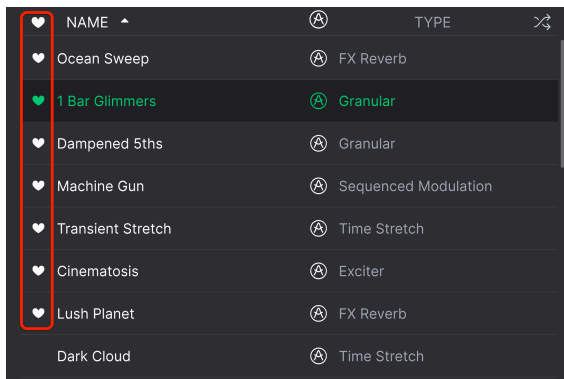 NAME TYPE
Ocean Sweep FX Reverb
1 Bar Glimmers Granular
Dampened 5ths Granular
Machine Gun Sequenced Modulation
Transient Stretch Time Stretch
Cinematosis Exciter
Lush Planet FX Reverb
Dark Cloud Time Stretch